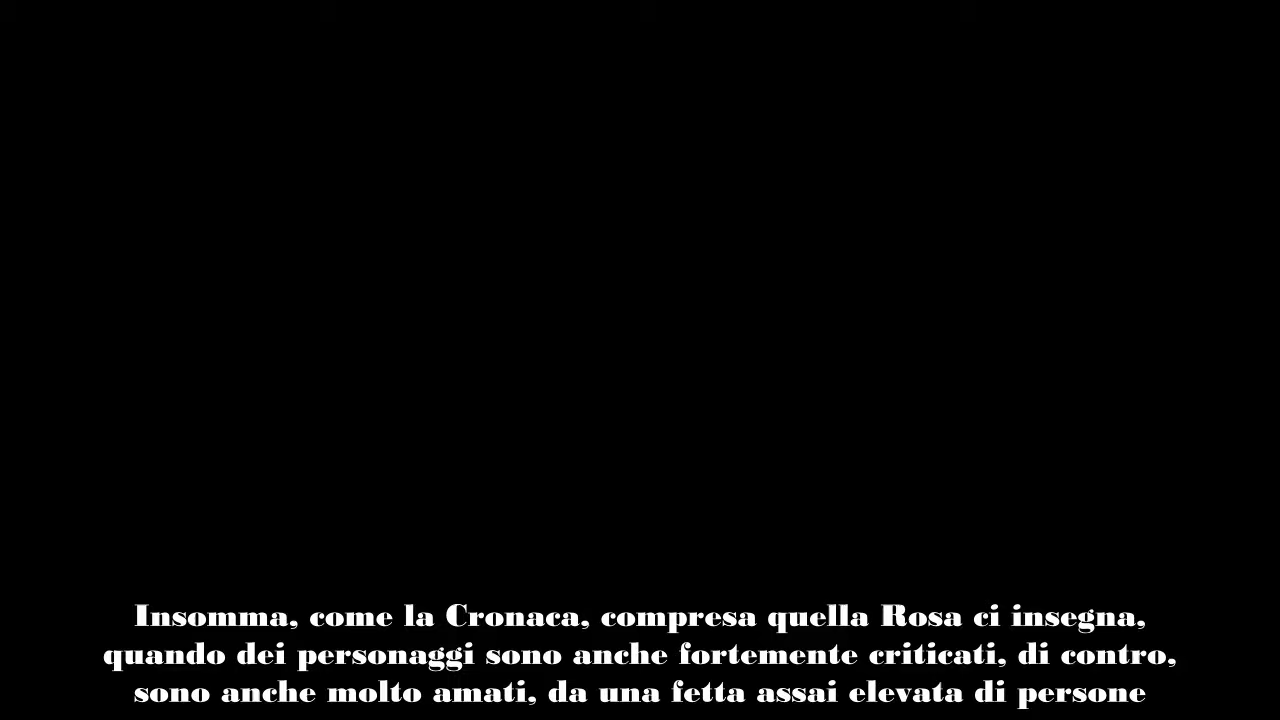 Insomma, come la Cronaca, compresa quella Rosa ci insegna,
quando dei personaggi sono anche fortemente criticati, di contro,
sono anche molto amati, da una fetta assai elevata di persone